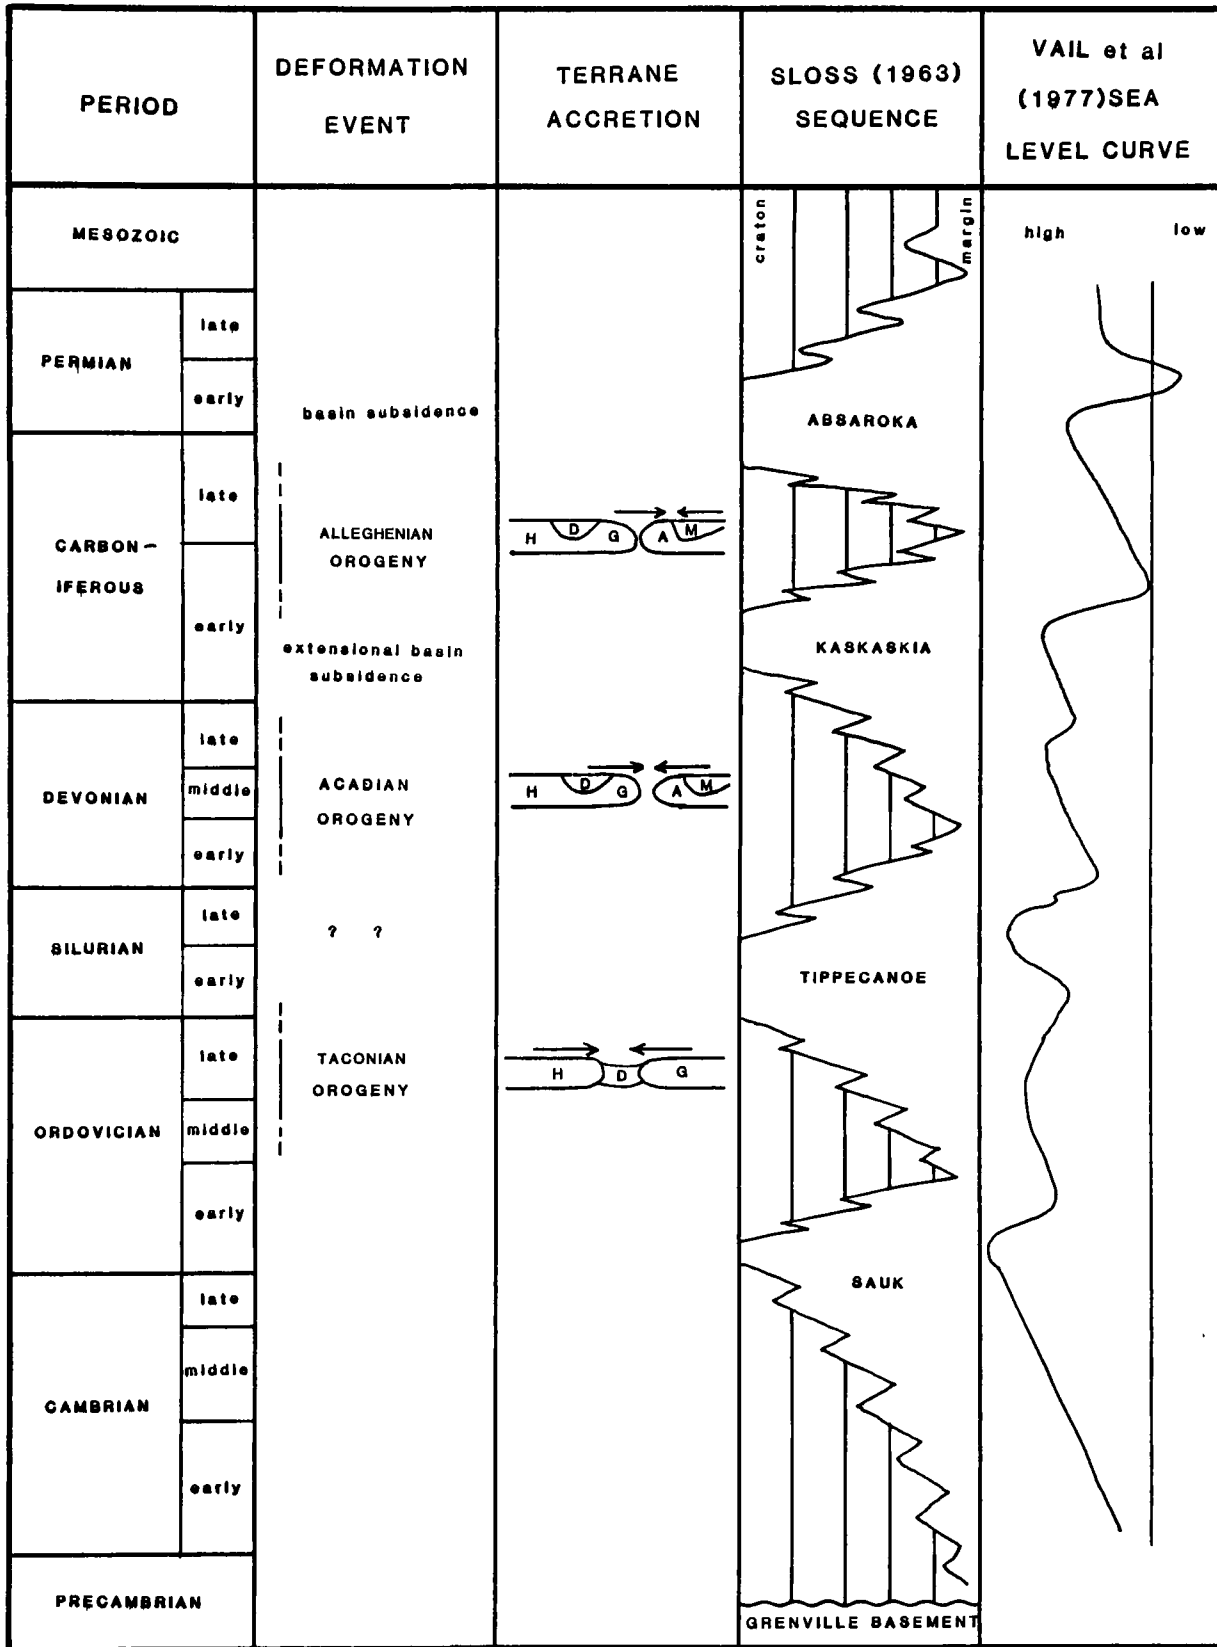 PERIOD
DEFORMATION
EVENT
TERRANE
ACCRETION
SLOSS (1963)
SEQUENCE
VAIL et al
(1977)SEA
LEVEL CURVE
MESOZOIC
craton
margin
high
low
PERMIAN
late
early
basin subsidence
ABSAROKA
CARBON-
IFEROUS
late
early
ALLEGHENIAN
OROGENY
H D G A M
extensional basin
subsidence
KASKASKIA
DEVONIAN
late
middle
early
ACADIAN
OROGENY
H D G A M
SILURIAN
late
early
? ?
TIPPECANOE
ORDOVICIAN
late
middle
early
TACONIAN
OROGENY
H D G
SAUK
CAMBRIAN
late
middle
early
PRECAMBRIAN
GRENVILLE BASEMENT